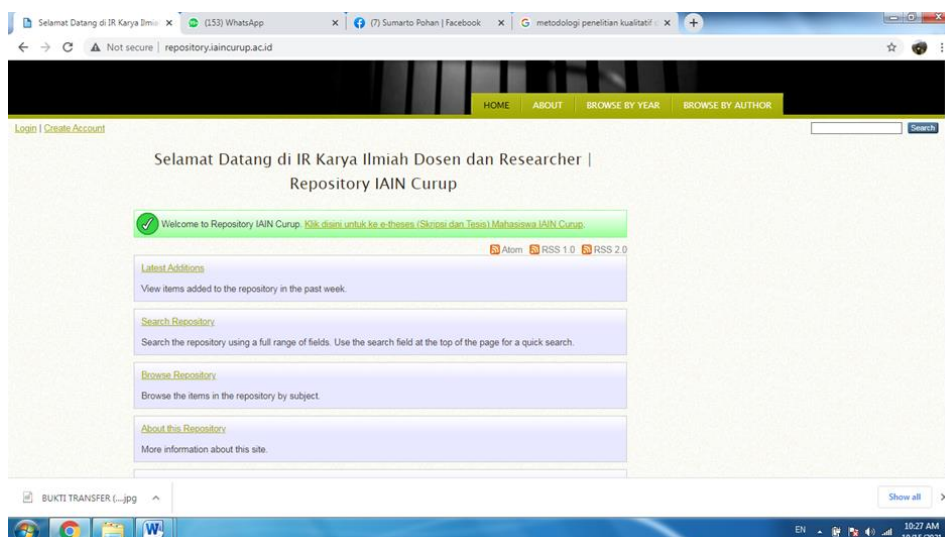 Selamat Datang di IR Karya Ilmia
(153) WhatsApp
(7) Sumarto Pohan | Facebook
metodologi penelitian kualitatif
Not secure | repository.iaincurup.ac.id
HOME ABOUT BROWSE BY YEAR BROWSE BY AUTHOR
Login | Create Account
Search
Selamat Datang di IR Karya Ilmiah Dosen dan Researcher |
Repository IAIN Curup
Welcome to Repository IAIN Curup. Klik disini untuk ke e-theses (Skripsi dan Tesis) Mahasiswa IAIN Curup.
Atom RSS 1.0 RSS 2.0
Latest Additions
View items added to the repository in the past week.
Search Repository
Search the repository using a full range of fields. Use the search field at the top of the page for a quick search.
Browse Repository
Browse the items in the repository by subject.
About this Repository
More information about this site.
BUKTI TRANSFER (....jpg
Show all
EN
10:27 AM